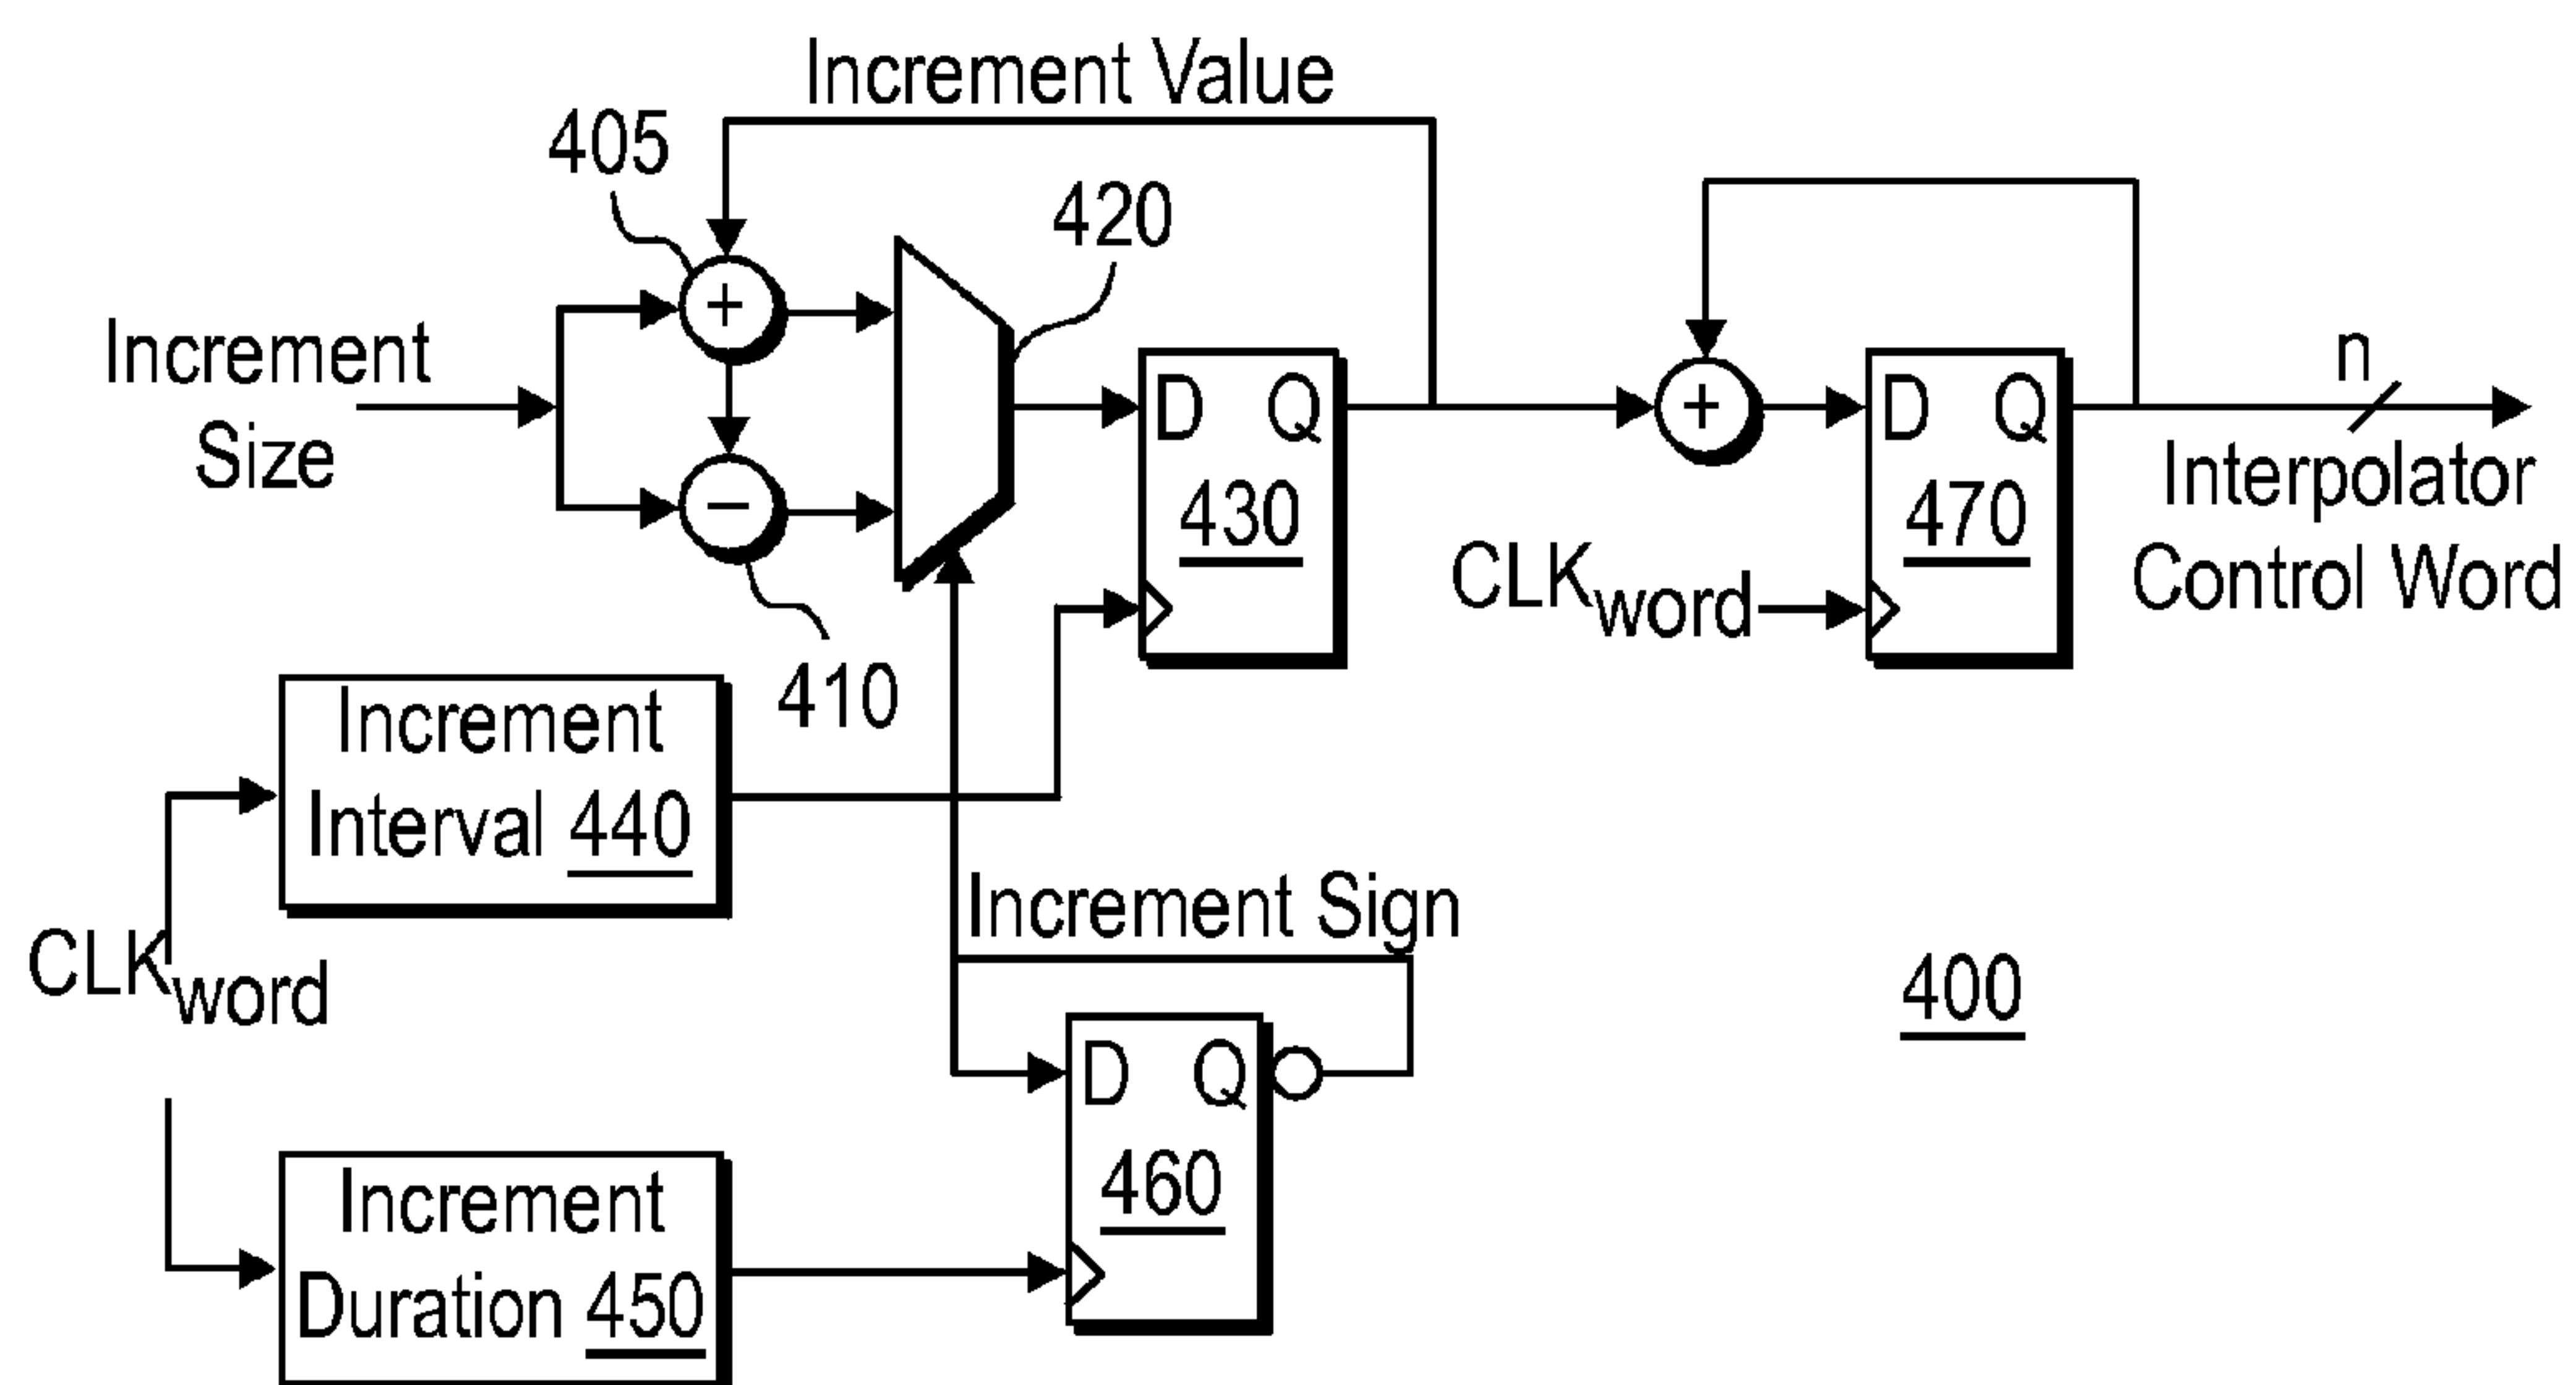 Increment Value
405
420
+
Increment
Size
−
410
D Q
430
+
D Q
470
n
Interpolator
Control Word
CLKword
Increment
Interval 440
CLKword
Increment Sign
D Q
460
400
Increment
Duration 450